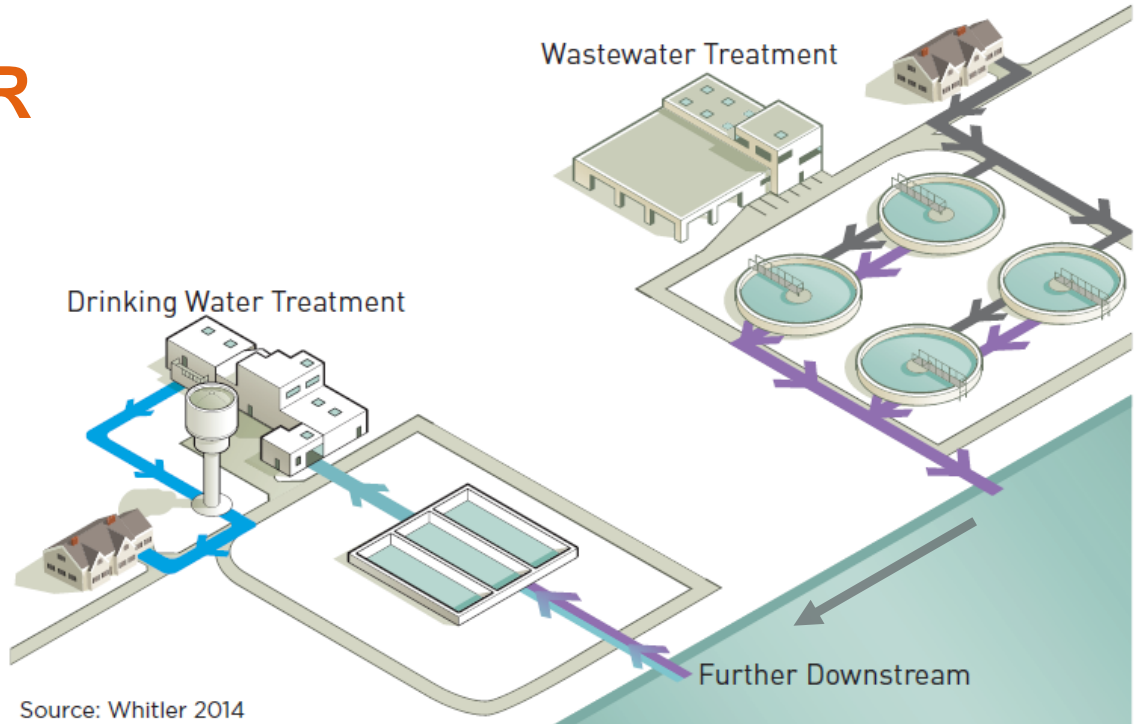 R
Wastewater Treatment
Drinking Water Treatment
Further Downstream
Source: Whitler 2014